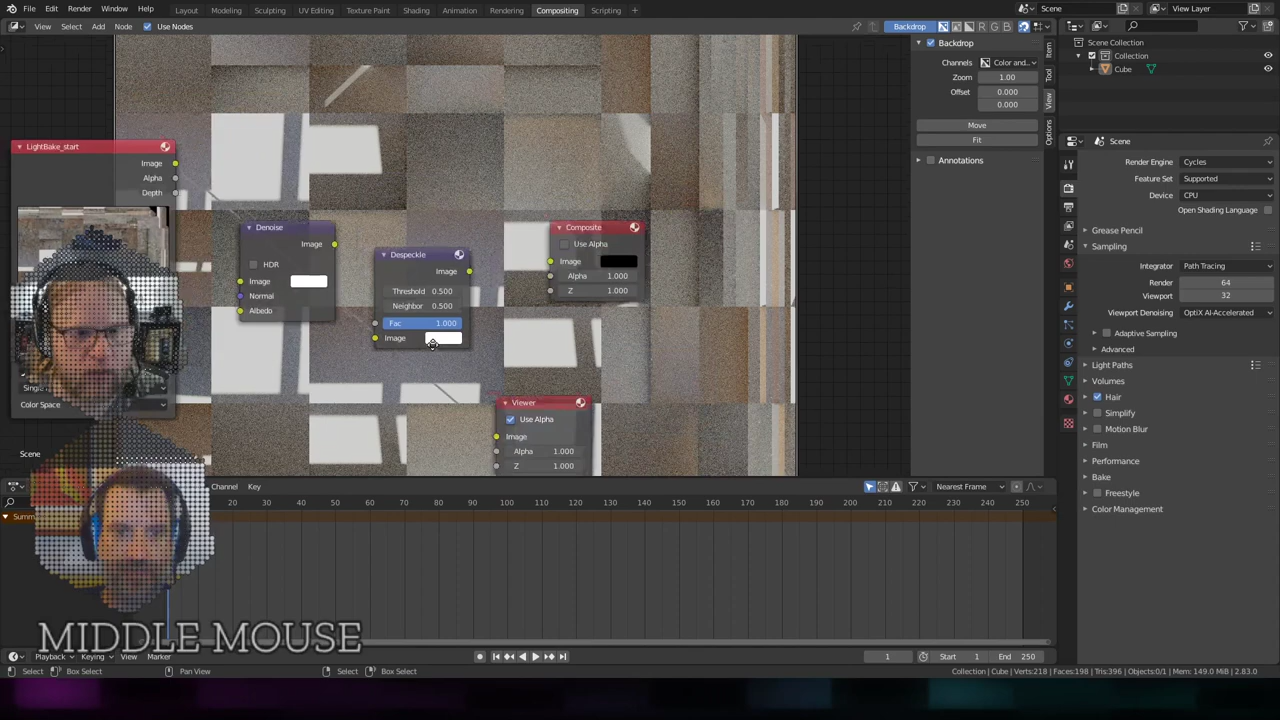 File Edit Render Window Help Layout Modeling Sculpting UV Editing Texture Paint Shading Animation Rendering Compositing Scripting + Scene View Layer
View Select Add Node Use Nodes Backdrop R G B
Backdrop
Channels Color and...
Zoom 1.00
Offset 0.000
0.000
Move
Fit
Annotations
Item
Tool
View
Options
Scene Collection
Collection
Cube
Scene
Render Engine Cycles
Feature Set Supported
Device CPU
Open Shading Language
Grease Pencil
Sampling
Integrator Path Tracing
Render 64
Viewport 32
Viewport Denoising OptiX AI-Accelerated
Adaptive Sampling
Advanced
Light Paths
Volumes
Hair
Simplify
Motion Blur
Film
Performance
Bake
Freestyle
Color Management
LightBake_start
Image
Alpha
Depth
Color Space
Denoise
Image
HDR
Image
Normal
Albedo
Despeckle
Image
Threshold 0.500
Neighbor 0.500
Fac 1.000
Image
Composite
Use Alpha
Image
Alpha 1.000
Z 1.000
Viewer
Use Alpha
Image
Alpha 1.000
Z 1.000
Scene
Channel Key Nearest Frame
20 30 40 50 60 70 80 90 100 110 120 130 140 150 160 170 180 190 200 210 220 230 240 250
Summ
MIDDLE MOUSE
Playback Keying View Marker 1 Start 1 End 250
Select Box Select Pan View Select Box Select Collection | Cube | Verts:218 | Faces:198 | Tris:396 | Objects:0/1 | Mem: 149.0 MiB | 2.83.0